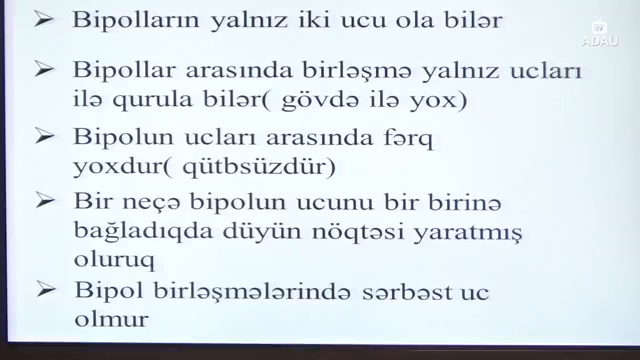 ADAU
Bipolların yalnız iki ucu ola bilər
Bipollar arasında birləşmə yalnız ucları
ilə qurula bilər( gövdə ilə yox)
Bipolun ucları arasında fərq
yoxdur( qütbsüzdür)
Bir neçə bipolun ucunu bir birinə
bağladıqda düyün nöqtəsi yaratmış
oluruq
Bipol birləşmələrində sərbəst uc
olmur